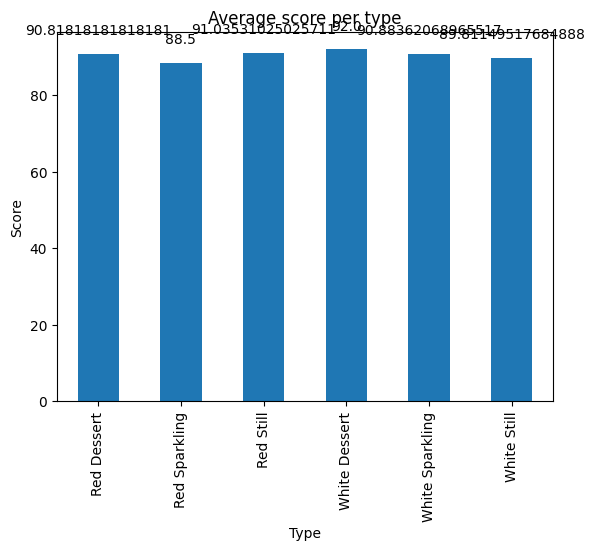 Average score per type
90.81818181818181
88.5
91.03531025025711
92.0
90.88362068965517
89.81149517684888
80
60
40
20
0
Score
Red Dessert
Red Sparkling
Red Still
White Dessert
White Sparkling
White Still
Type